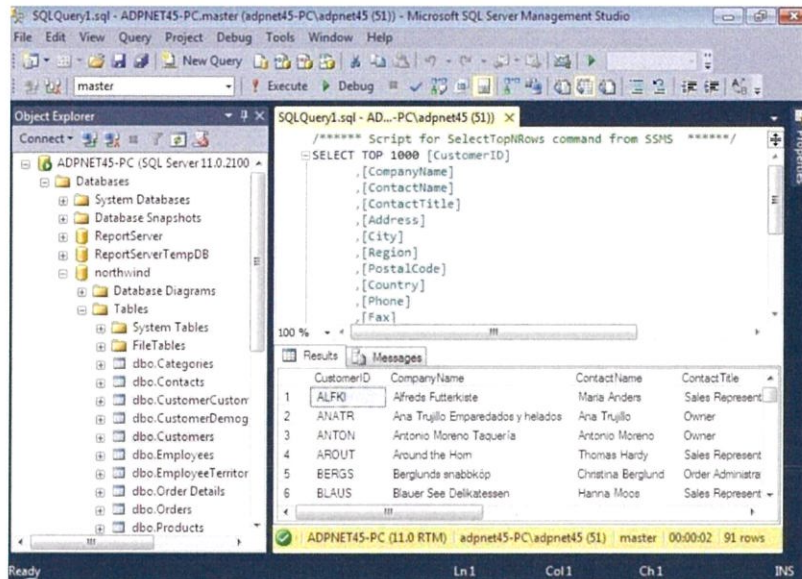 SQLQuery1.sql - ADPNET45-PC.master (adpnet45-PC\adpnet45 (51)) - Microsoft SQL Server Management Studio
File Edit View Query Project Debug Tools Window Help
New Query
master
Execute Debug
Object Explorer
Connect
ADPNET45-PC (SQL Server 11.0.2100
Databases
System Databases
Database Snapshots
ReportServer
ReportServerTempDB
northwind
Database Diagrams
Tables
System Tables
FileTables
dbo.Categories
dbo.Contacts
dbo.CustomerCustom
dbo.CustomerDemog
dbo.Customers
dbo.Employees
dbo.EmployeeTerritor
dbo.Order Details
dbo.Orders
dbo.Products
SQLQuery1.sql - AD...-PC\adpnet45 (51))
/****** Script for SelectTopNRows command from SSMS ******/
SELECT TOP 1000 [CustomerID]
,[CompanyName]
,[ContactName]
,[ContactTitle]
,[Address]
,[City]
,[Region]
,[PostalCode]
,[Country]
,[Phone]
,[Fax]
100 %
Results Messages
CustomerID CompanyName ContactName ContactTitle
1 ALFKI Alfreds Futterkiste Maria Anders Sales Represent
2 ANATR Ana Trujillo Emparedados y helados Ana Trujillo Owner
3 ANTON Antonio Moreno Taquería Antonio Moreno Owner
4 AROUT Around the Horn Thomas Hardy Sales Represent
5 BERGS Berglunds snabbköp Christina Berglund Order Administra
6 BLAUS Blauer See Delikatessen Hanna Moos Sales Represent
ADPNET45-PC (11.0 RTM) adpnet45-PC\adpnet45 (51) master 00:00:02 91 rows
Ready Ln 1 Col 1 Ch 1 INS
Properties